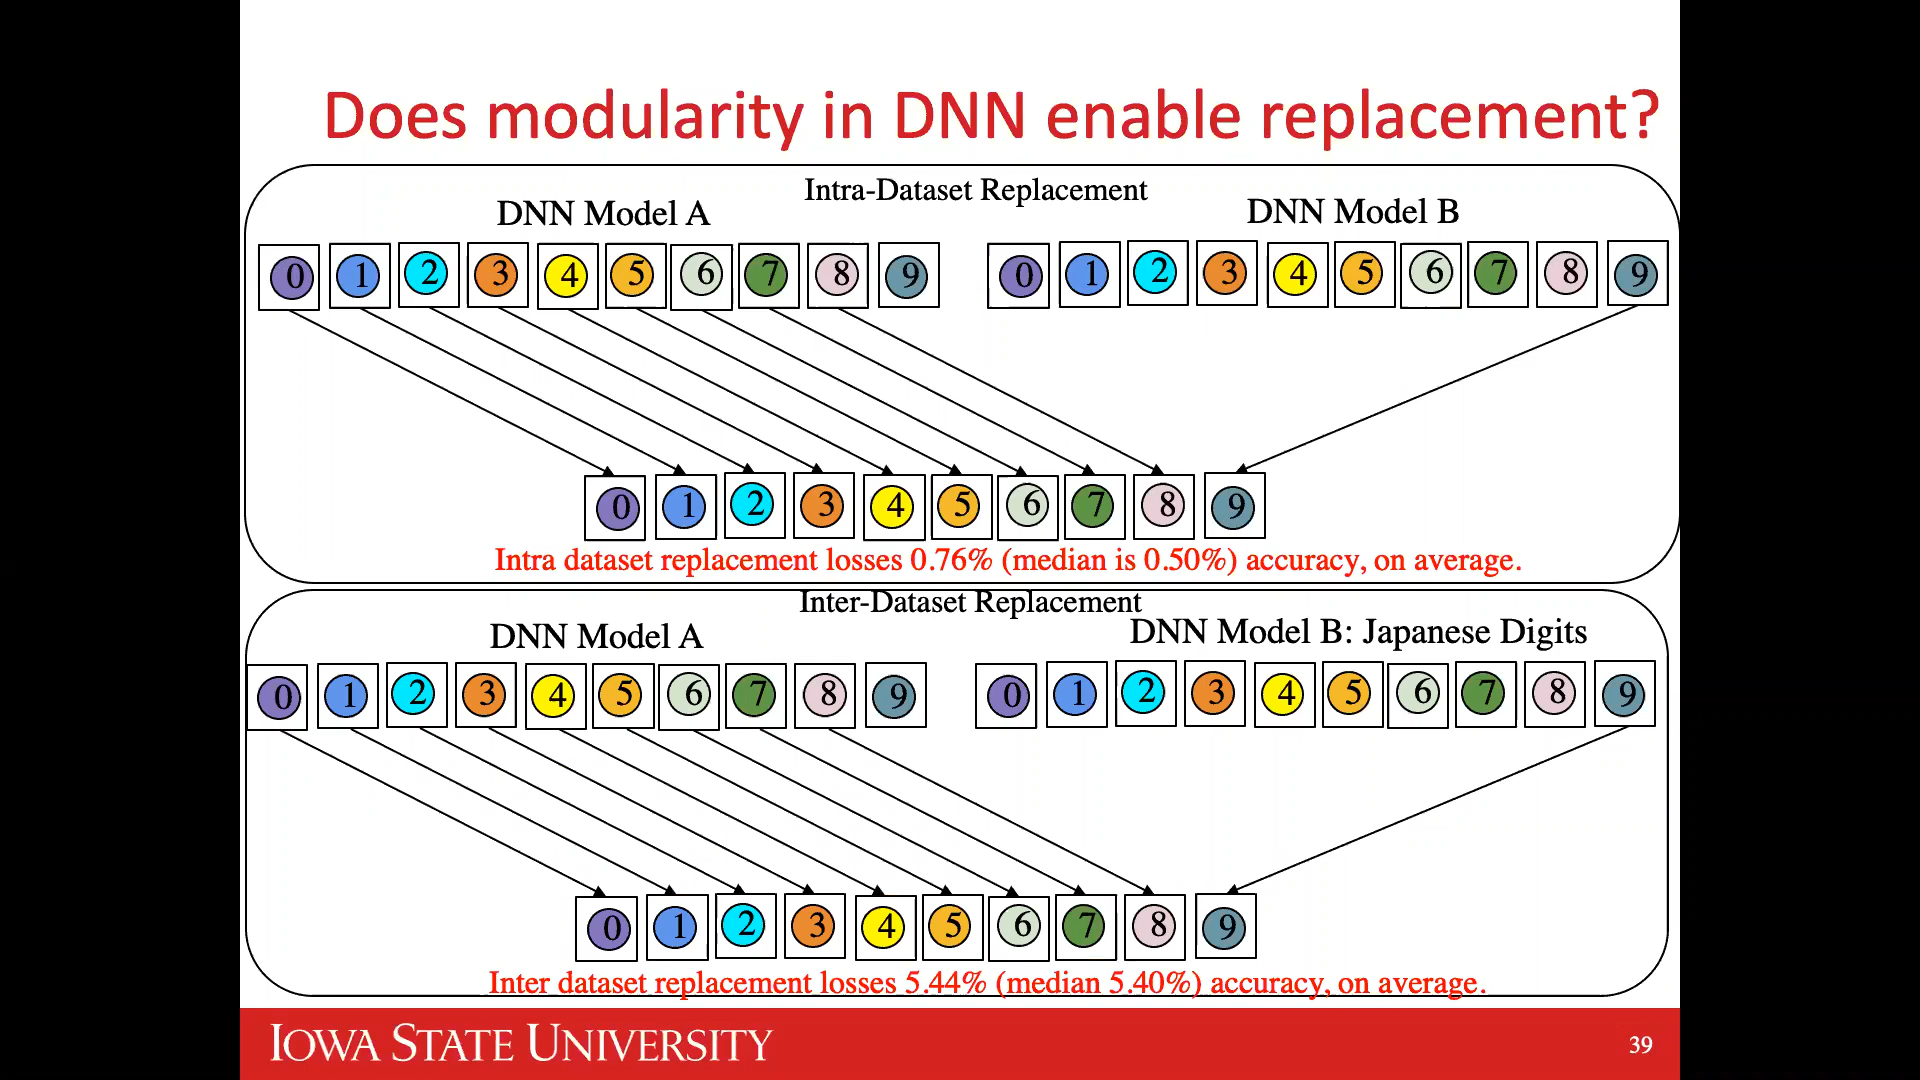 Does modularity in DNN enable replacement?
Intra-Dataset Replacement
DNN Model A
DNN Model B
0 1 2 3 4 5 6 7 8 9
0 1 2 3 4 5 6 7 8 9
0 1 2 3 4 5 6 7 8 9
Intra dataset replacement losses 0.76% (median is 0.50%) accuracy, on average.
Inter-Dataset Replacement
DNN Model A
DNN Model B: Japanese Digits
0 1 2 3 4 5 6 7 8 9
0 1 2 3 4 5 6 7 8 9
0 1 2 3 4 5 6 7 8 9
Inter dataset replacement losses 5.44% (median 5.40%) accuracy, on average.
IOWA STATE UNIVERSITY
39